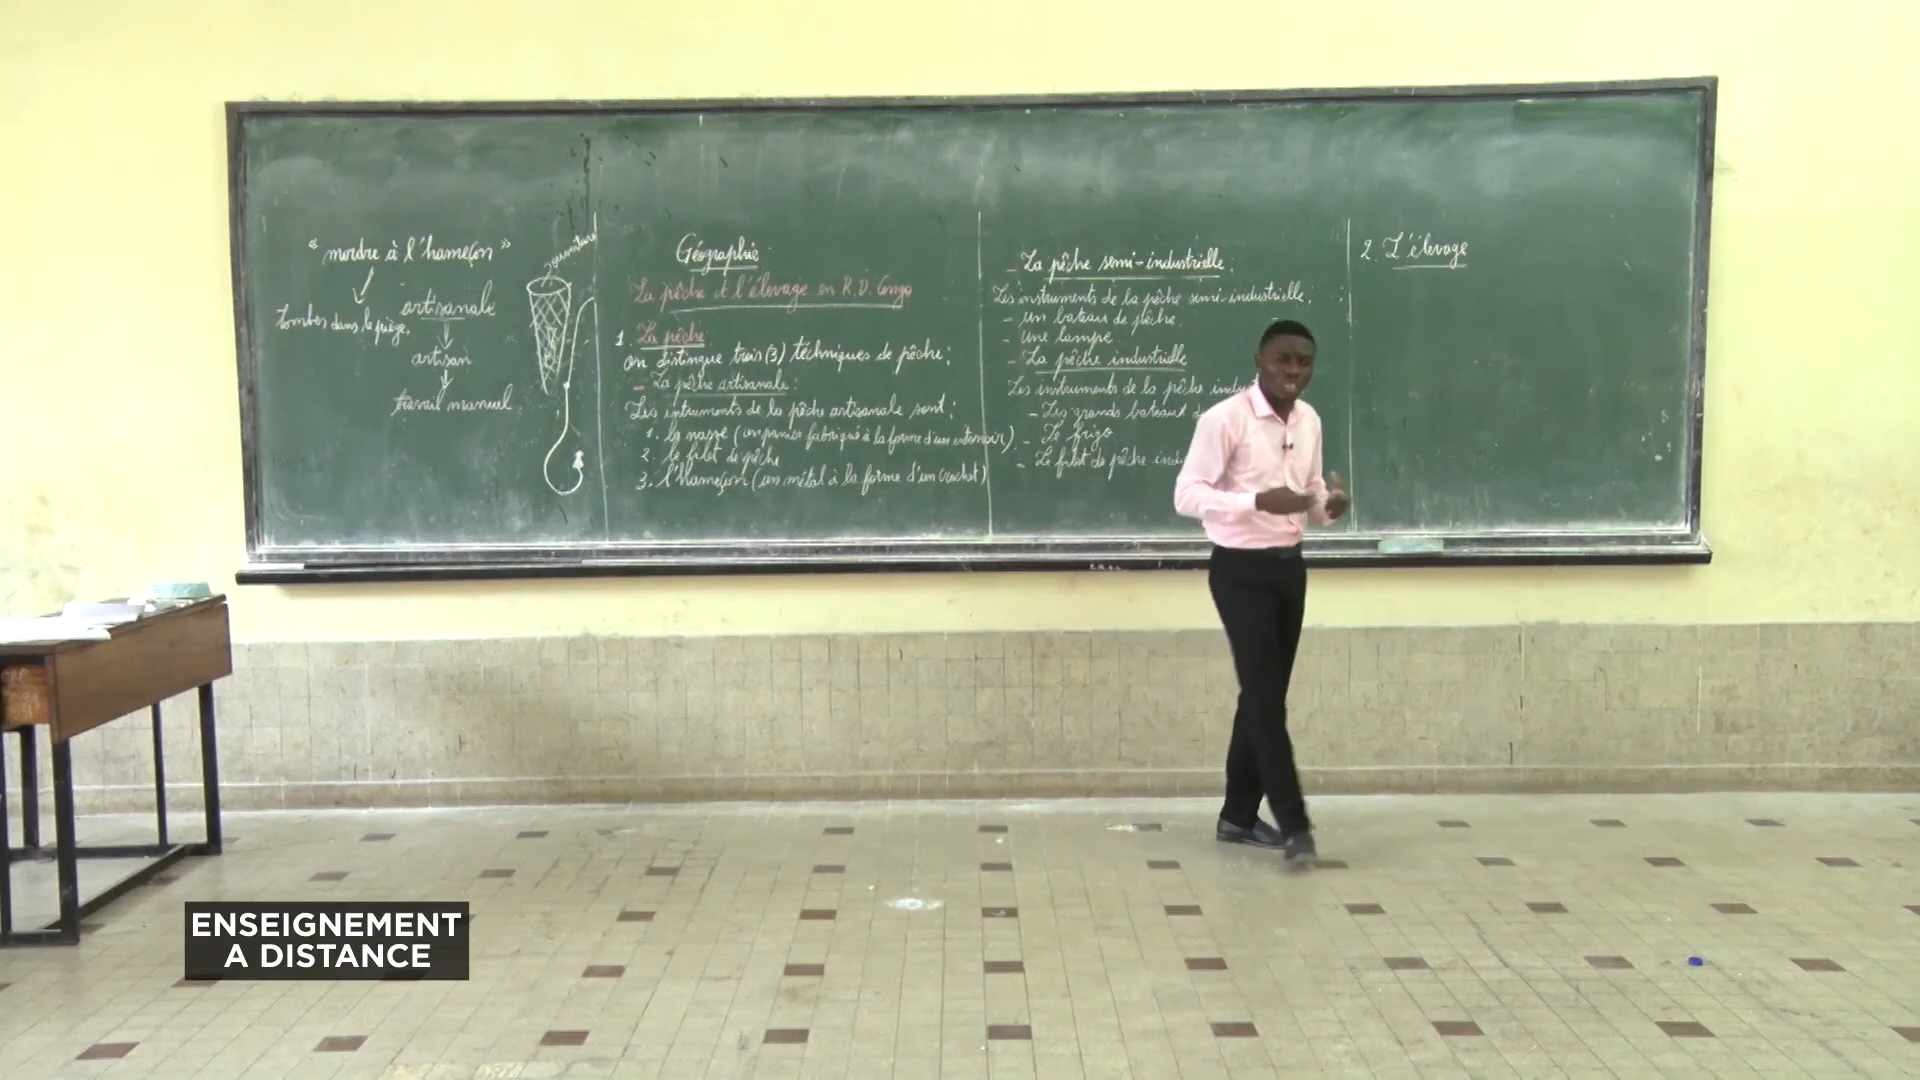 "mordre à l'hameçon"
tomber dans le piège.
artisanale
artisan
travail manuel
ouverture
Géographie
La pêche et l'élevage en R.D. Congo
1. La pêche:
on distingue trois (3) téchniques de pêche:
- La pêche artisanale:
Les intruments de la pêche artisanale sont:
1. la nasse (un panier fabriqué à la forme d'un entonnoir)
2. le filet de pêche
3. l'hameçon (un métal à la forme d'un crochet)
- La pêche semi-industrielle:
Les instruments de la pêche semi-industrielle:
- un bateau de pêche.
- une lampe.
- La pêche industrielle
Les instruments de la pêche indu
- Les grands bateaux d
- Le frigo
- Le filet de pêche indu
2. L'élevage
ENSEIGNEMENT
A DISTANCE